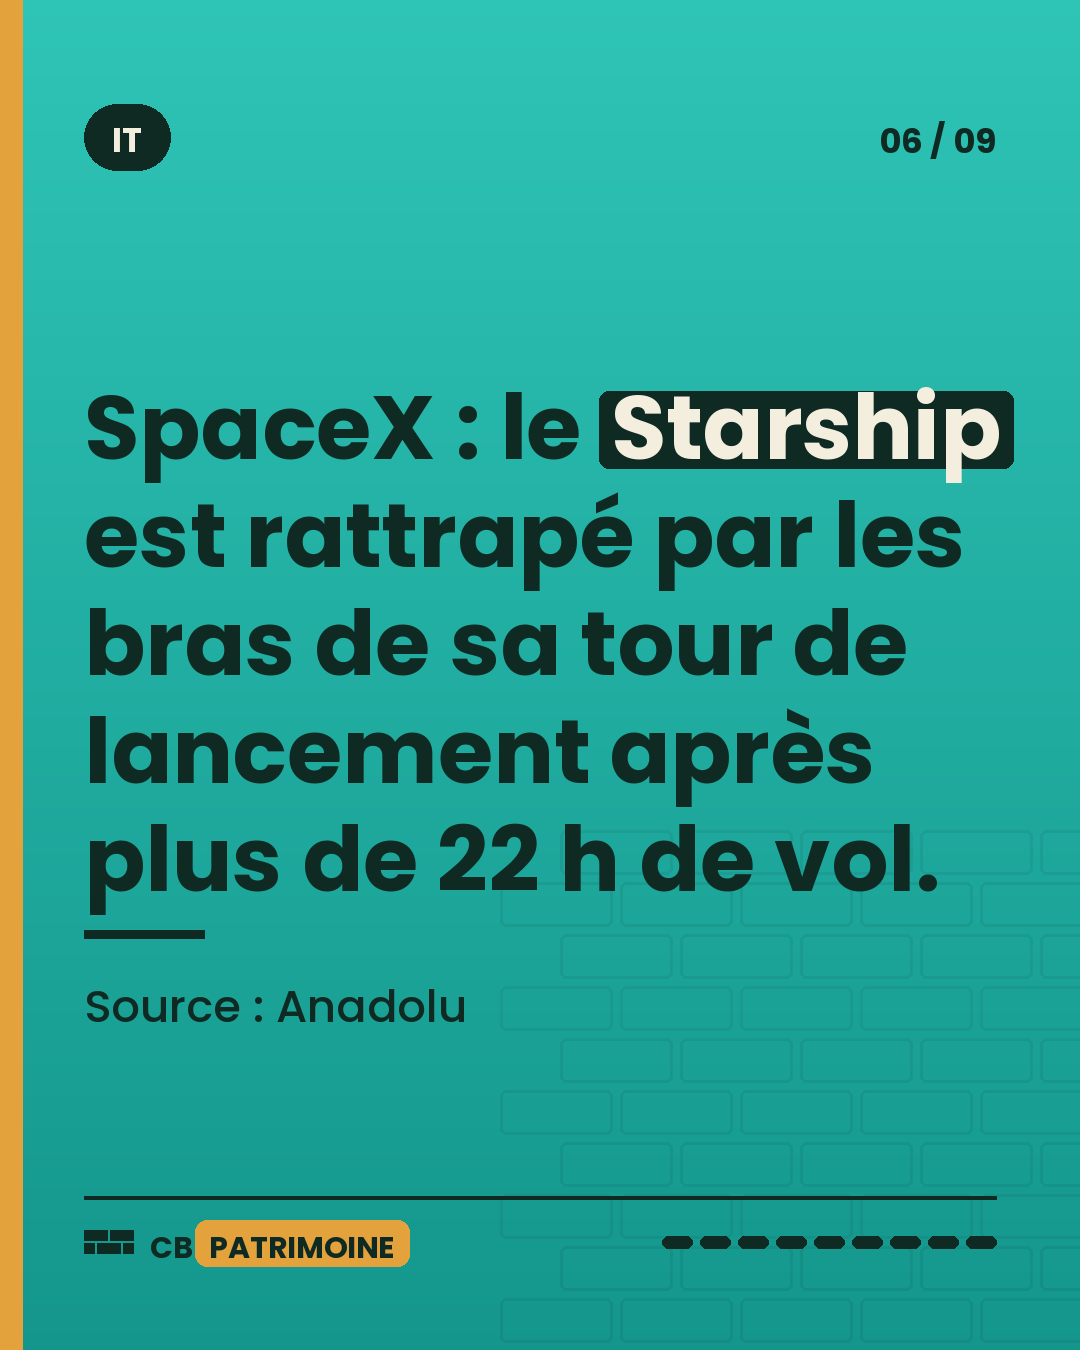 IT
06 / 09
SpaceX : le Starship
est rattrapé par les
bras de sa tour de
lancement après
plus de 22 h de vol.
Source : Anadolu
CB PATRIMOINE